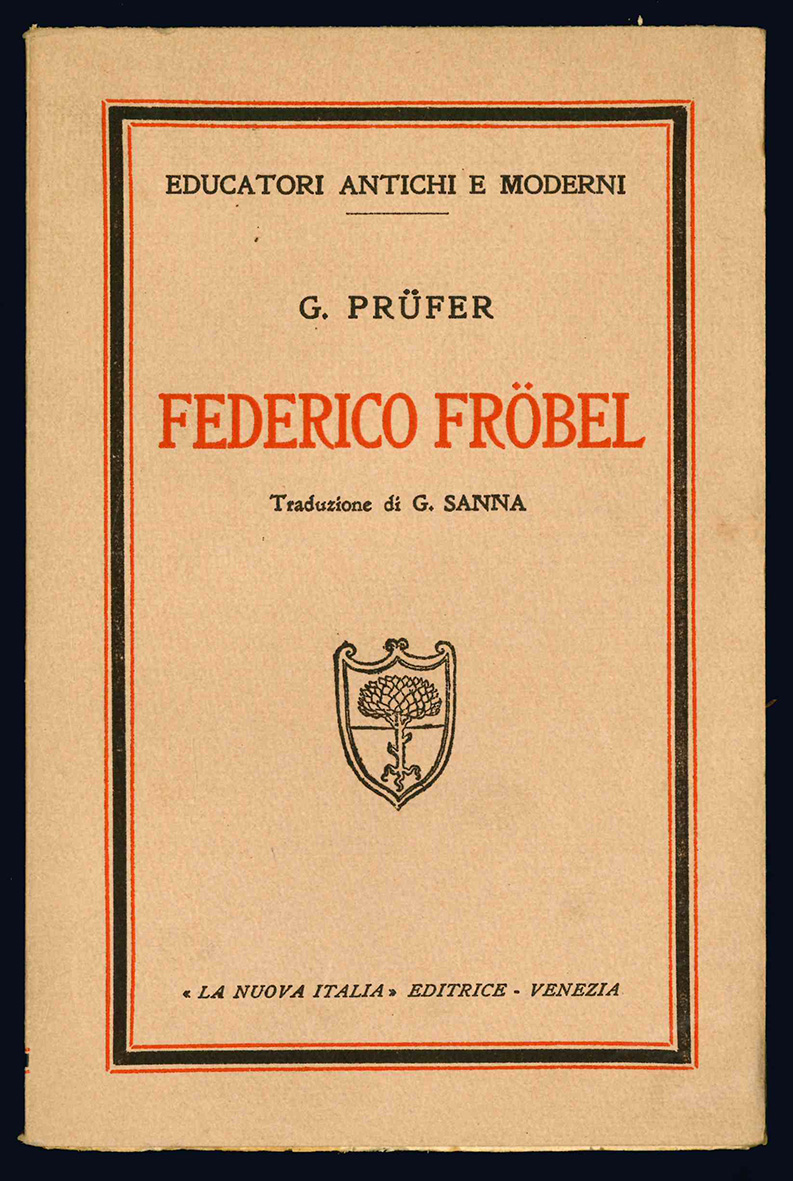 EDUCATORI ANTICHI E MODERNI
G. PRÜFER
FEDERICO FRÖBEL
Traduzione di G. SANNA
« LA NUOVA ITALIA » EDITRICE - VENEZIA